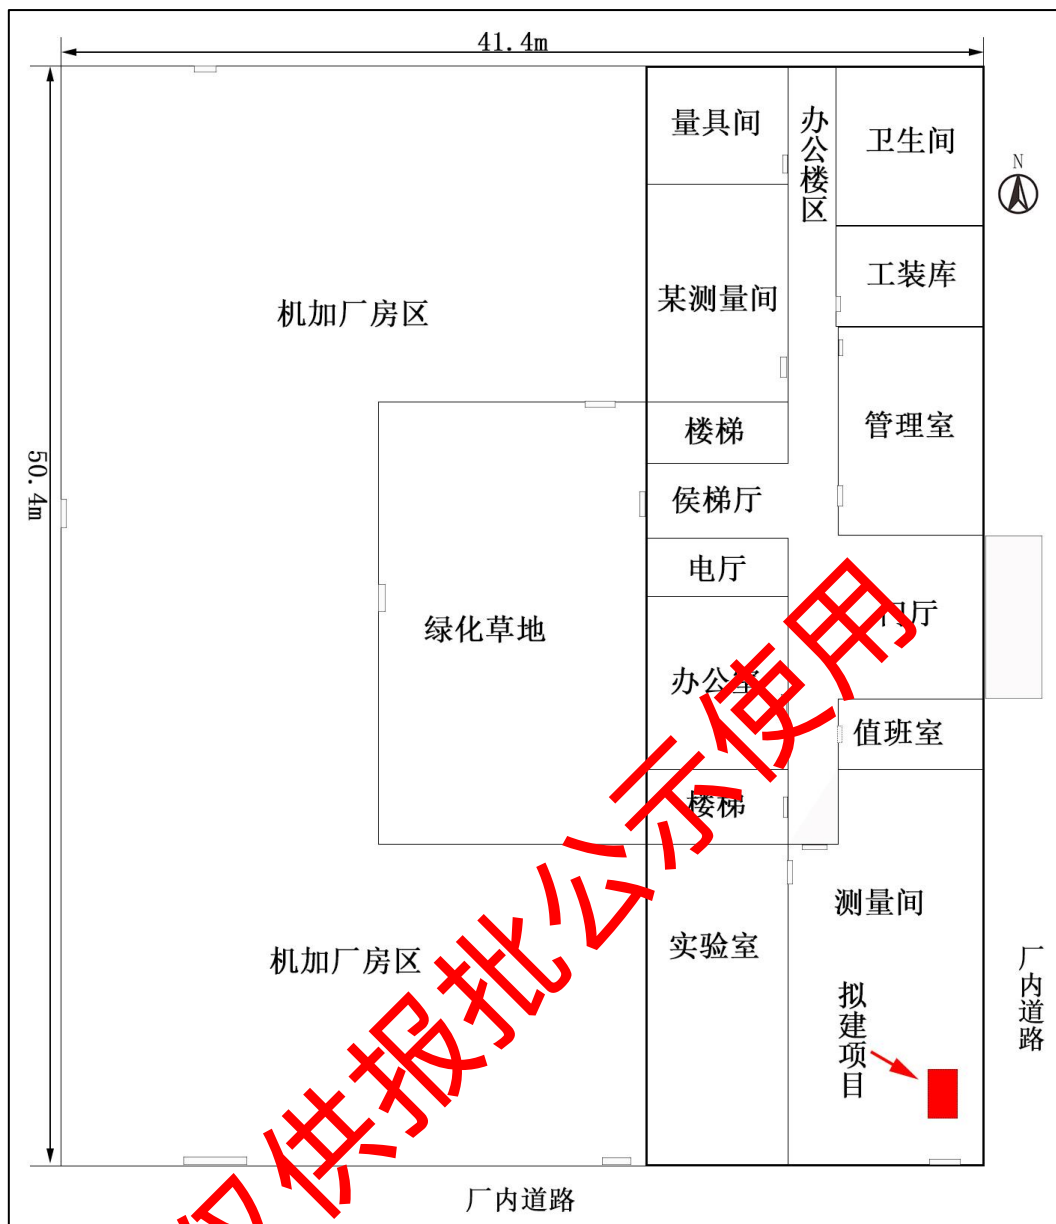 41.4m
量具间
办公楼区
卫生间
N
工装库
某测量间
机加厂房区
管理室
楼梯
50.4m
侯梯厅
电厅
门厅
绿化草地
办公室
值班室
楼梯
测量间
实验室
机加厂房区
拟建项目
厂内道路
厂内道路
仅供报批公示使用